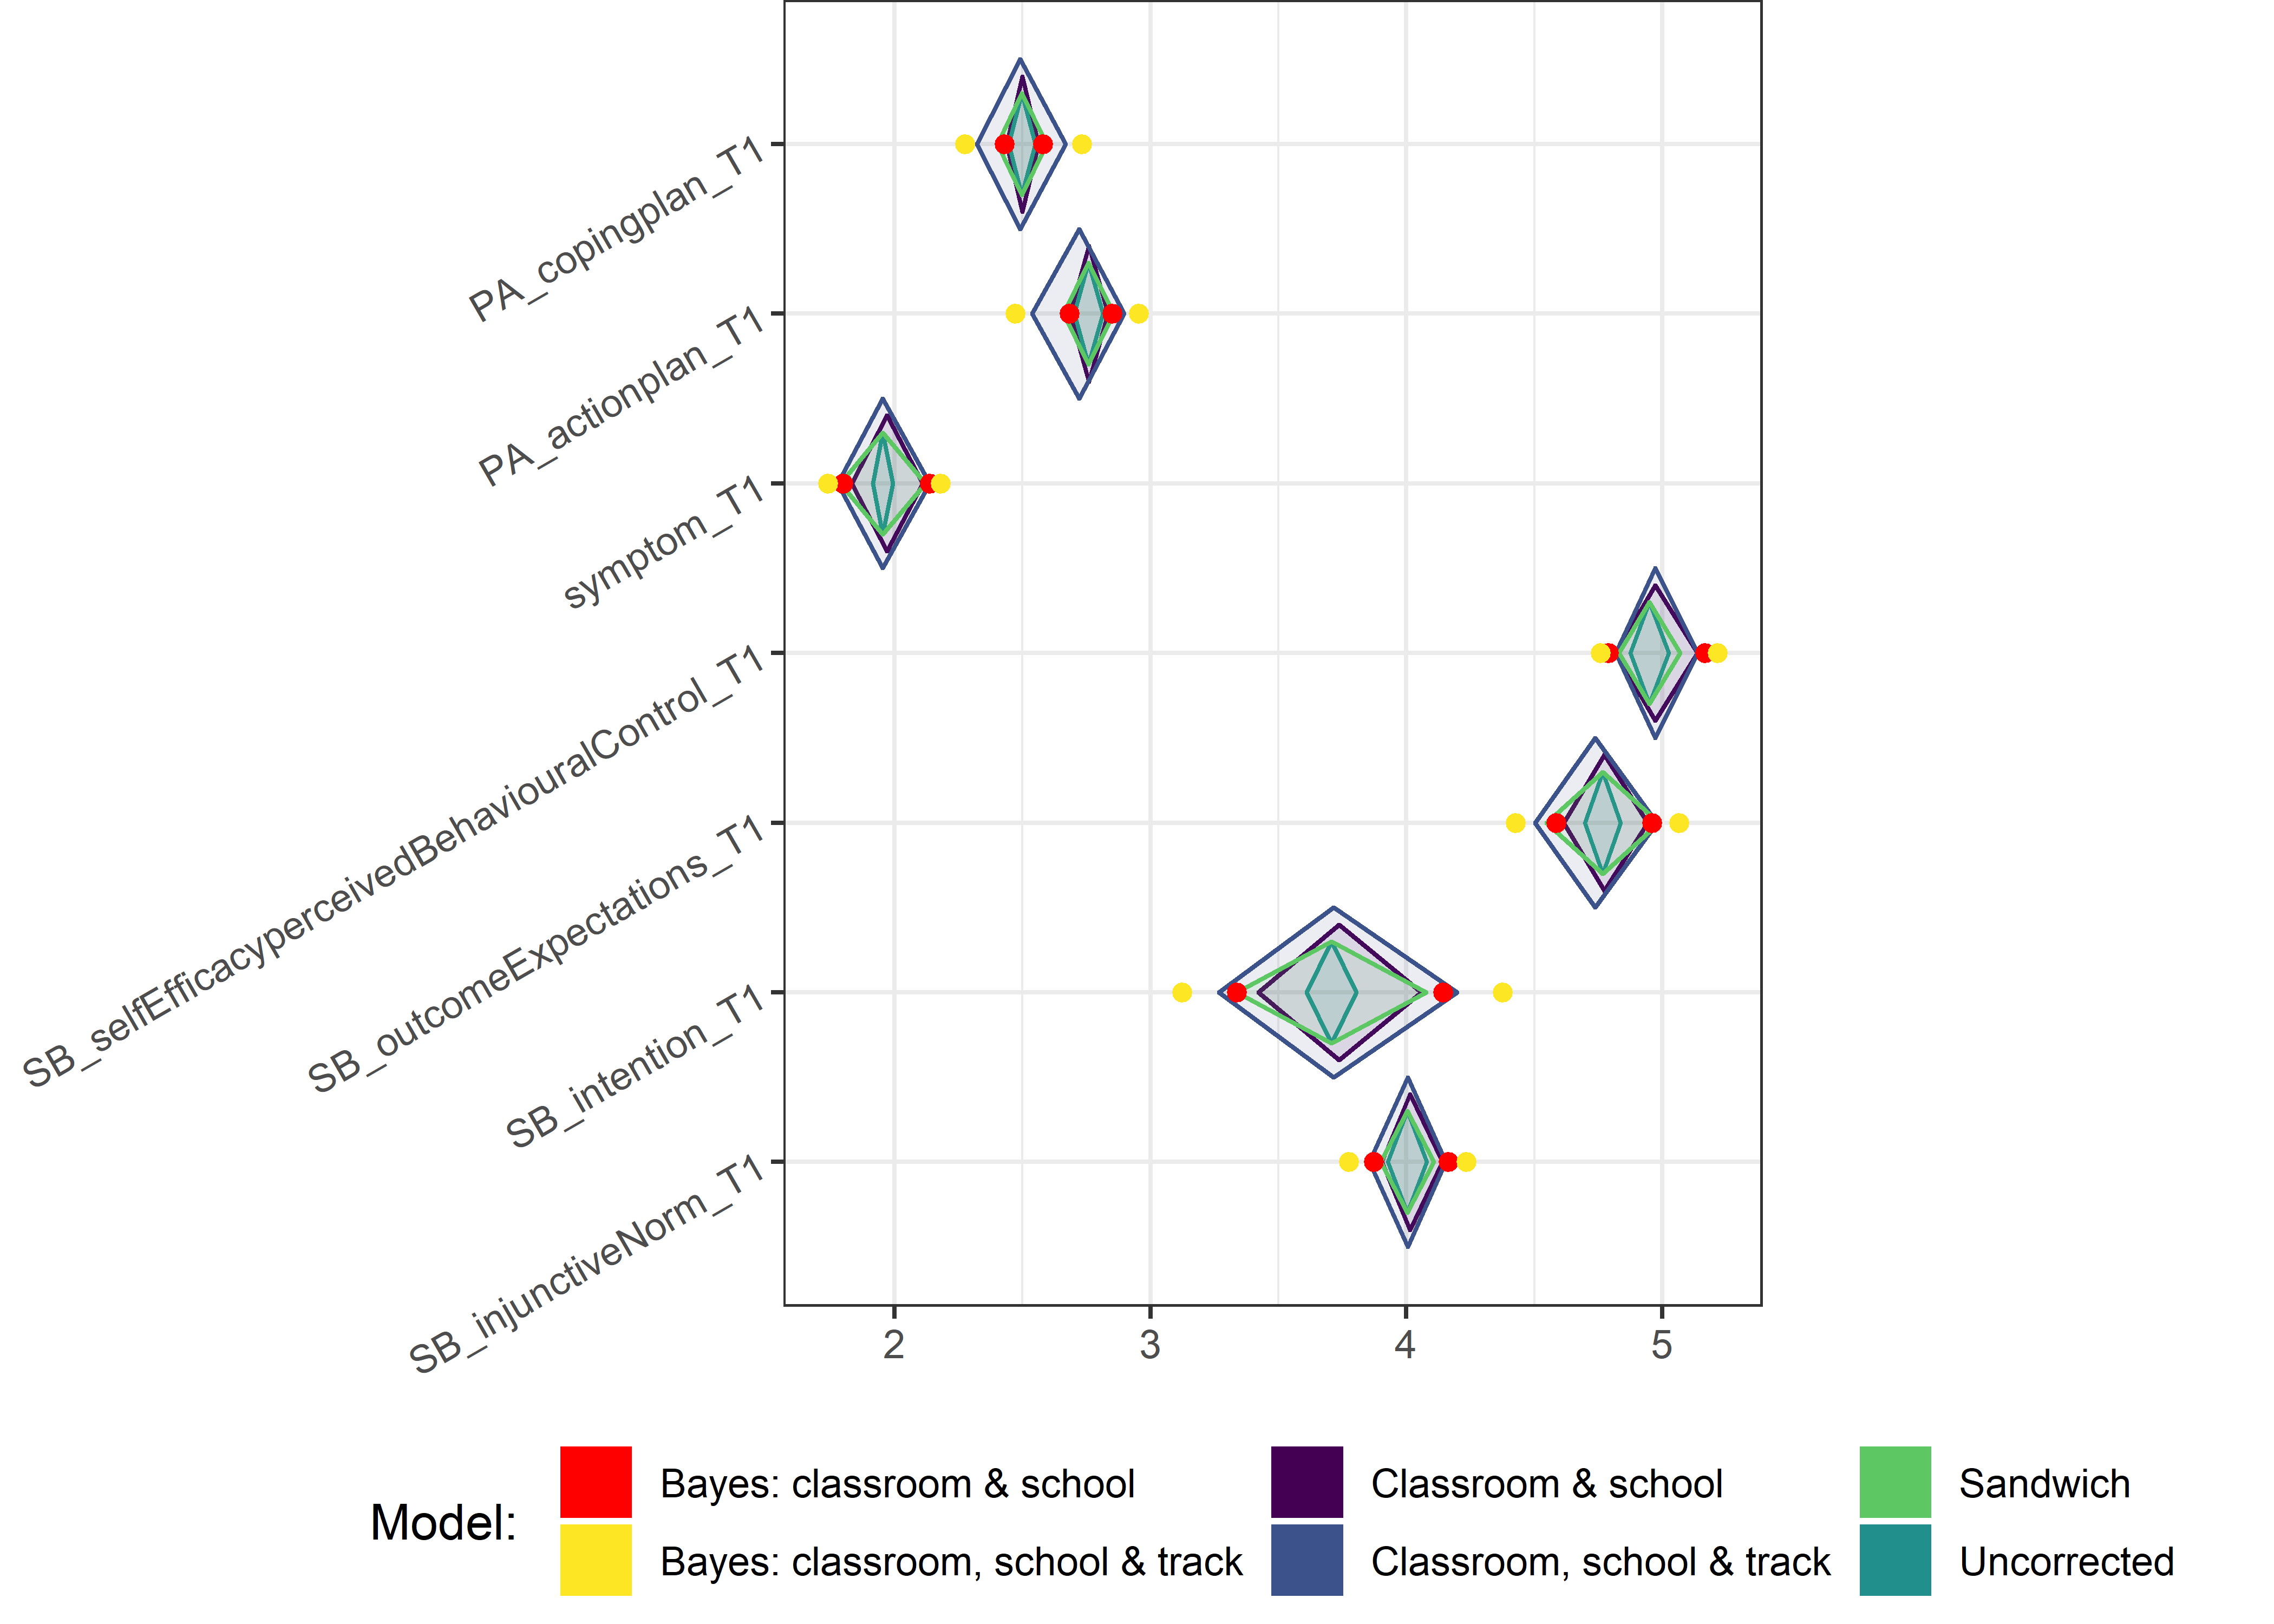 PA_copingplan_T1
PA_actionplan_T1
symptom_T1
SB_selfEfficacyperceivedBehaviouralControl_T1
SB_outcomeExpectations_T1
SB_intention_T1
SB_injunctiveNorm_T1
2 3 4 5
Model:
Bayes: classroom & school
Classroom & school
Sandwich
Bayes: classroom, school & track
Classroom, school & track
Uncorrected